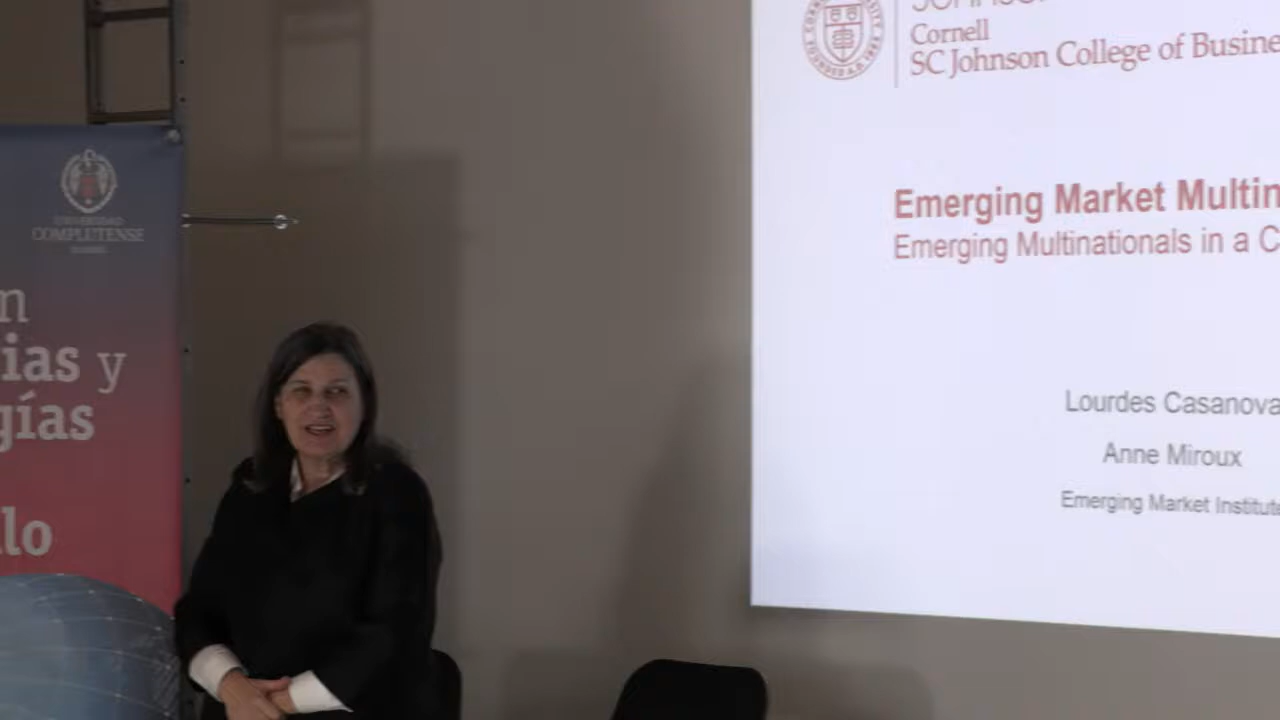 UNIVERSIDAD
COMPLUTENSE
ias y
gías
lo
Cornell
SC Johnson College of Busine
Emerging Market Multin
Emerging Multinationals in a C
Lourdes Casanova
Anne Miroux
Emerging Market Institute